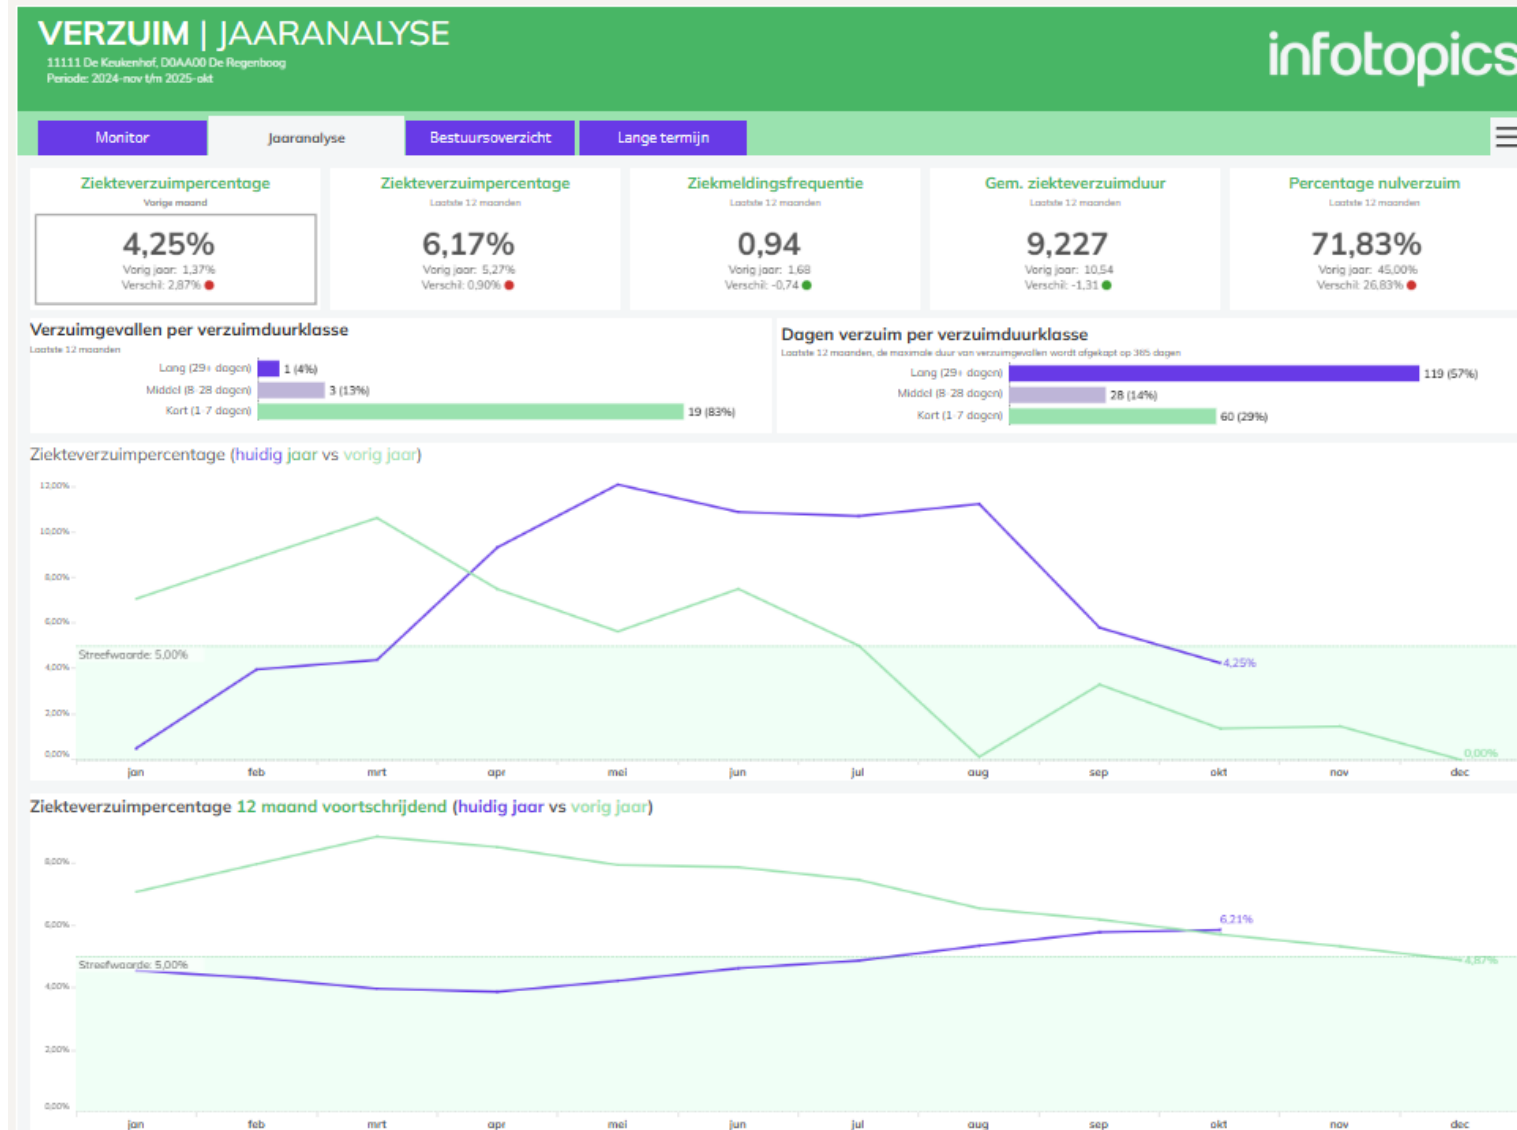 VERZUIM | JAARANALYSE
11111 De Keukenhof, D0AA00 De Regenboog
Periode: 2024-nov t/m 2025-okt
infotopics
Monitor
Jaaranalyse
Bestuursoverzicht
Lange termijn
Ziekteverzuimpercentage
Vorige maand
4,25%
Vorig jaar: 1,37%
Verschil: 2,87%
Ziekteverzuimpercentage
Laatste 12 maanden
6,17%
Vorig jaar: 5,27%
Verschil: 0,90%
Ziekmeldingsfrequentie
Laatste 12 maanden
0,94
Vorig jaar: 1,68
Verschil: -0,74
Gem. ziekteverzuimduur
Laatste 12 maanden
9,227
Vorig jaar: 10,54
Verschil: -1,31
Percentage nulverzuim
Laatste 12 maanden
71,83%
Vorig jaar: 45,00%
Verschil: 26,83%
Verzuimgevallen per verzuimduurklasse
Laatste 12 maanden
Lang (29+ dagen) 1 (4%)
Middel (8-28 dagen) 3 (13%)
Kort (1-7 dagen) 19 (83%)
Dagen verzuim per verzuimduurklasse
Laatste 12 maanden, de maximale duur van verzuimgevallen wordt afgekapt op 365 dagen
Lang (29+ dagen) 119 (57%)
Middel (8-28 dagen) 28 (14%)
Kort (1-7 dagen) 60 (29%)
Ziekteverzuimpercentage (huidig jaar vs vorig jaar)
12,00%
10,00%
8,00%
6,00%
Streefwaarde: 5,00%
4,00%
4,25%
2,00%
0,00%
0,00%
jan feb mrt apr mei jun jul aug sep okt nov dec
Ziekteverzuimpercentage 12 maand voortschrijdend (huidig jaar vs vorig jaar)
8,00%
6,00%
6,21%
Streefwaarde: 5,00%
4,87%
4,00%
2,00%
0,00%
jan feb mrt apr mei jun jul aug sep okt nov dec